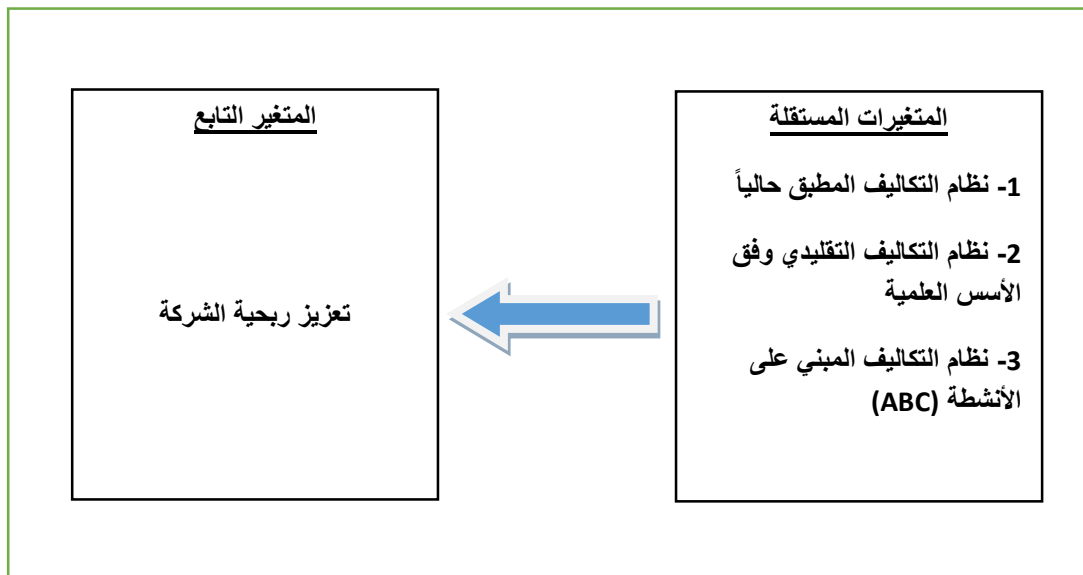 المتغيرات المستقلة
1- نظام التكاليف المطبق حالياً
2- نظام التكاليف التقليدي وفق
الأسس العلمية
3- نظام التكاليف المبني على
الأنشطة (ABC)
المتغير التابع
تعزيز ربحية الشركة